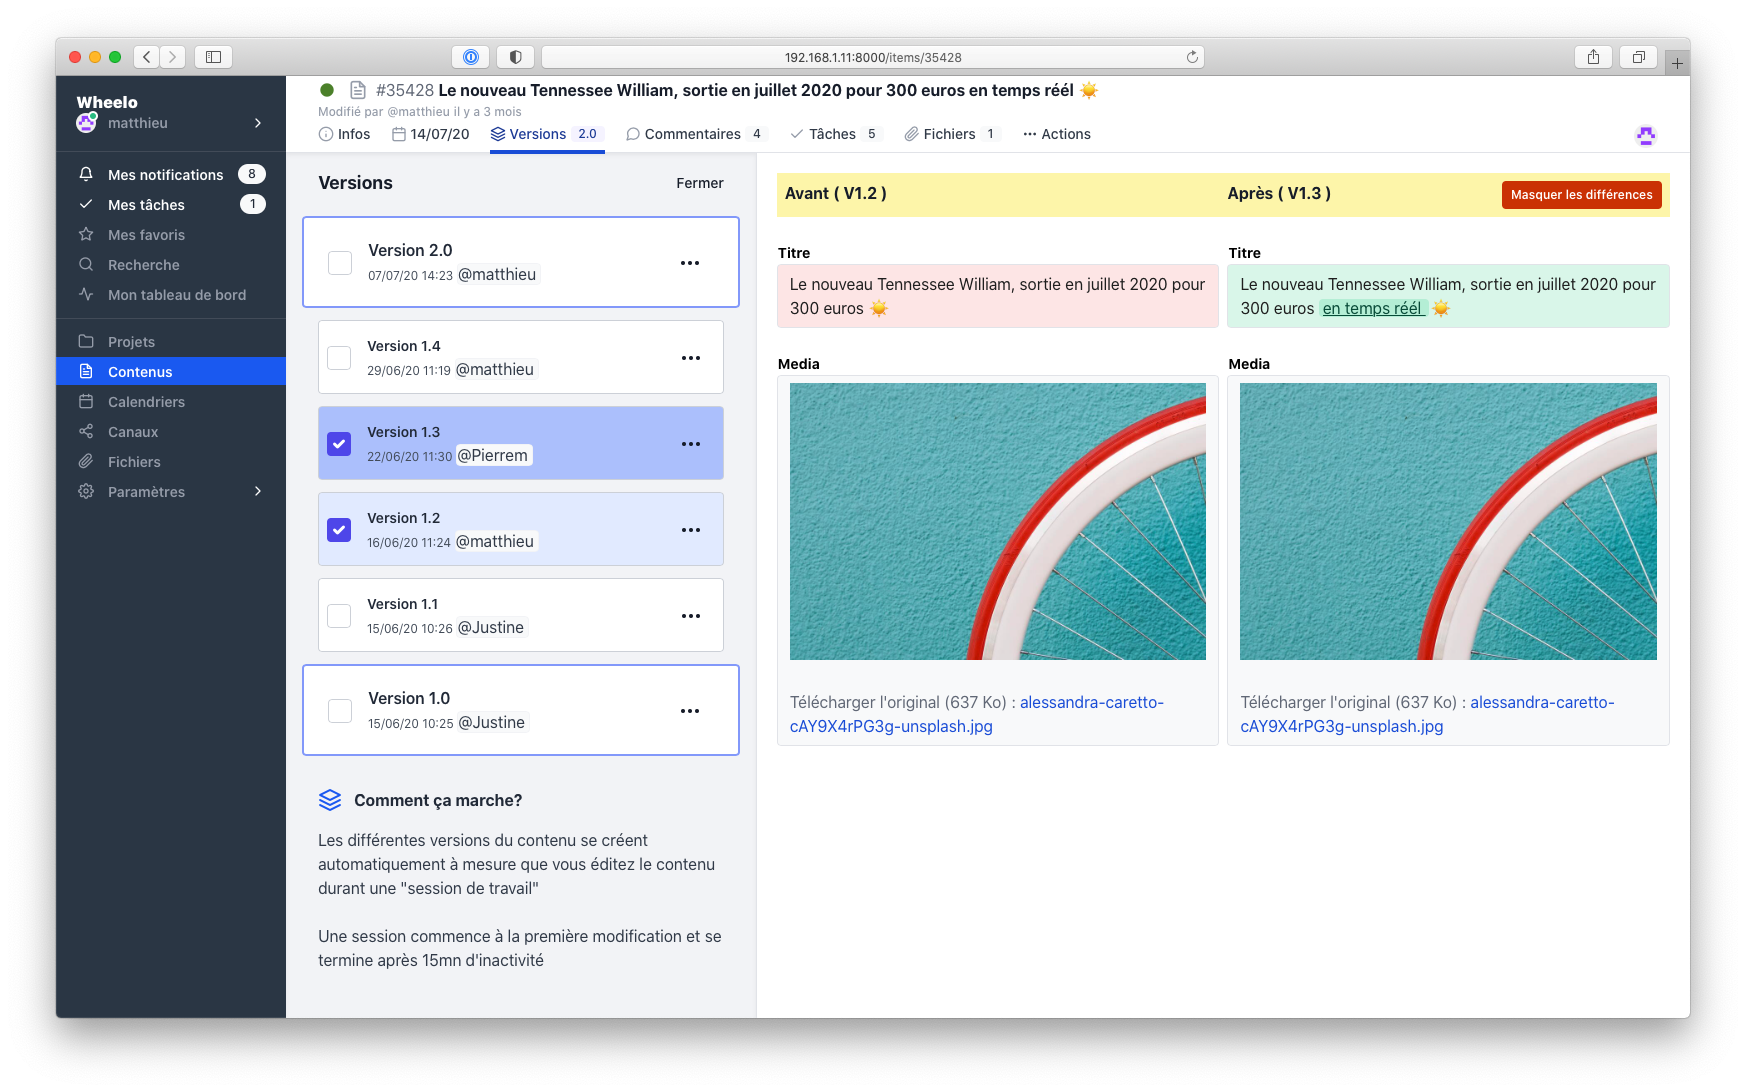 192.168.1.11:8000/items/35428
Wheelo
matthieu
Mes notifications 8
Mes tâches 1
Mes favoris
Recherche
Mon tableau de bord
Projets
Contenus
Calendriers
Canaux
Fichiers
Paramètres
#35428 Le nouveau Tennessee William, sortie en juillet 2020 pour 300 euros en temps réél ☀️
Modifié par @matthieu il y a 3 mois
Infos 14/07/20 Versions 2.0 Commentaires 4 Tâches 5 Fichiers 1 Actions
Versions Fermer
Version 2.0
07/07/20 14:23 @matthieu
Version 1.4
29/06/20 11:19 @matthieu
Version 1.3
22/06/20 11:30 @Pierrem
Version 1.2
16/06/20 11:24 @matthieu
Version 1.1
15/06/20 10:26 @Justine
Version 1.0
15/06/20 10:25 @Justine
Comment ça marche?
Les différentes versions du contenu se créent
automatiquement à mesure que vous éditez le contenu
durant une "session de travail"
Une session commence à la première modification et se
termine après 15mn d'inactivité
Avant ( V1.2 ) Après ( V1.3 ) Masquer les différences
Titre
Le nouveau Tennessee William, sortie en juillet 2020 pour
300 euros ☀️
Media
Télécharger l'original (637 Ko) : alessandra-caretto-
cAY9X4rPG3g-unsplash.jpg
Titre
Le nouveau Tennessee William, sortie en juillet 2020 pour
300 euros en temps réél ☀️
Media
Télécharger l'original (637 Ko) : alessandra-caretto-
cAY9X4rPG3g-unsplash.jpg